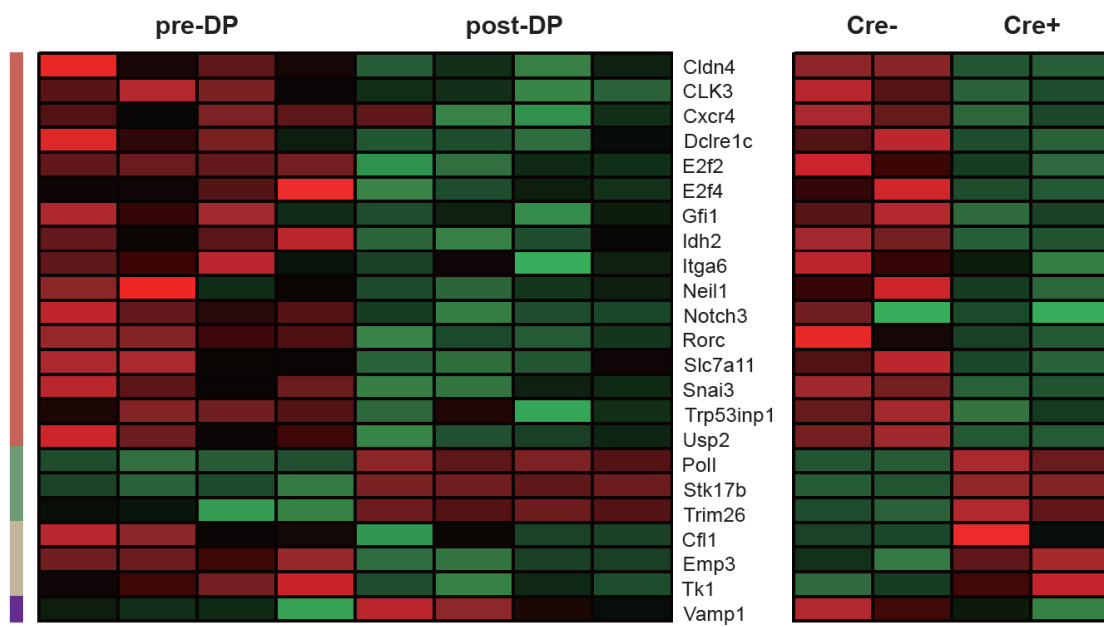 pre-DP post-DP Cre- Cre+
Cldn4
CLK3
Cxcr4
Dclre1c
E2f2
E2f4
Gfi1
Idh2
Itga6
Neil1
Notch3
Rorc
Slc7a11
Snai3
Trp53inp1
Usp2
Poll
Stk17b
Trim26
Cfl1
Emp3
Tk1
Vamp1